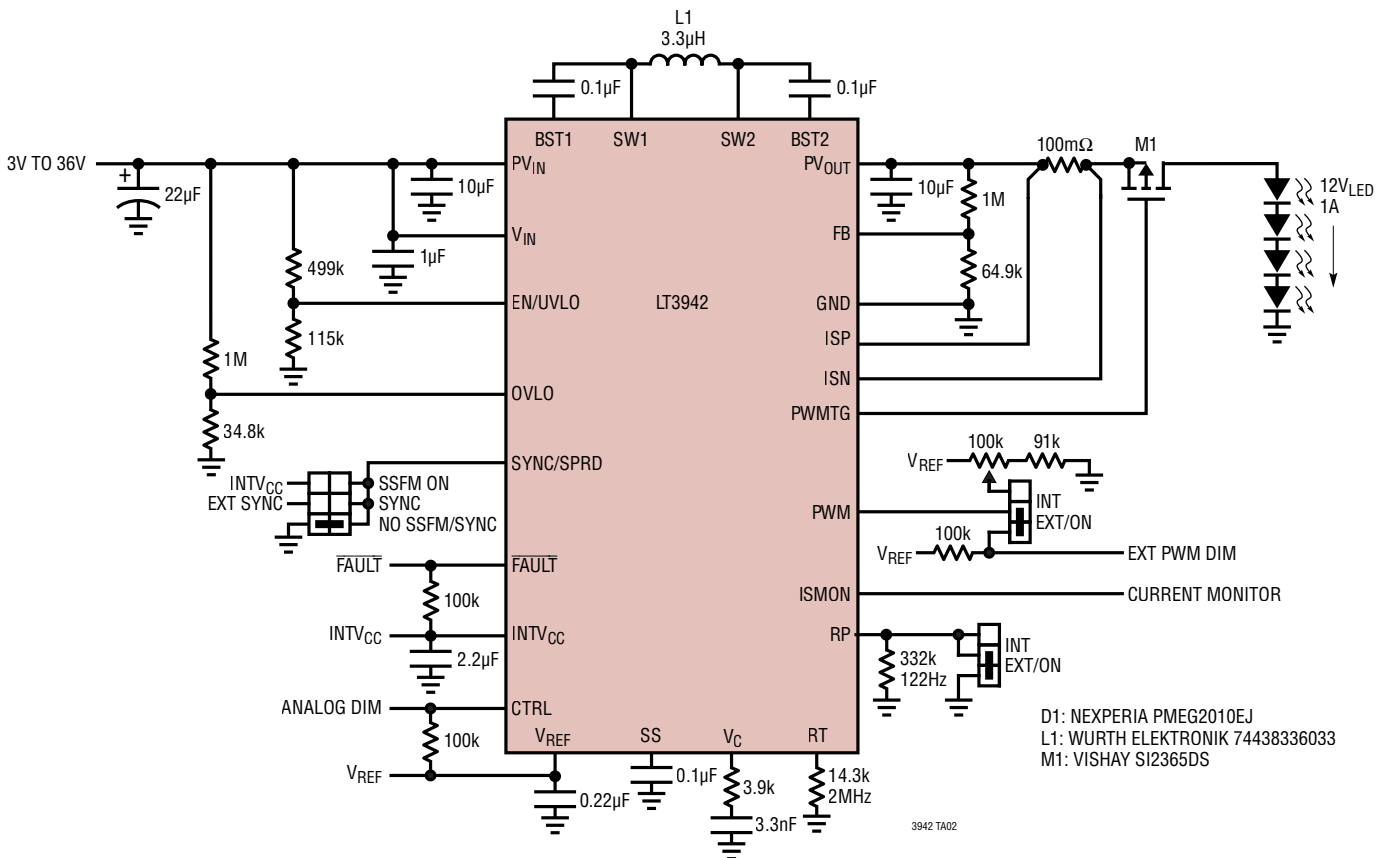 L1
3.3µH
0.1µF
0.1µF
BST1
SW1
SW2
BST2
3V TO 36V
PVIN
PVOUT
100mΩ
M1
22µF
10µF
10µF
1M
12VLED
1A
VIN
FB
1µF
499k
64.9k
EN/UVLO
LT3942
GND
115k
ISP
1M
ISN
OVLO
PWMTG
34.8k
100k
91k
VREF
SYNC/SPRD
INTVCC
SSFM ON
EXT SYNC
SYNC
NO SSFM/SYNC
PWM
INT
EXT/ON
100k
VREF
EXT PWM DIM
FAULT
FAULT
100k
ISMON
CURRENT MONITOR
INTVCC
INTVCC
RP
INT
EXT/ON
2.2µF
332k
122Hz
ANALOG DIM
CTRL
100k
VREF
SS
VC
RT
VREF
0.22µF
0.1µF
3.9k
3.3nF
14.3k
2MHz
D1: NEXPERIA PMEG2010EJ
L1: WURTH ELEKTRONIK 74438336033
M1: VISHAY SI2365DS
3942 TA02
+